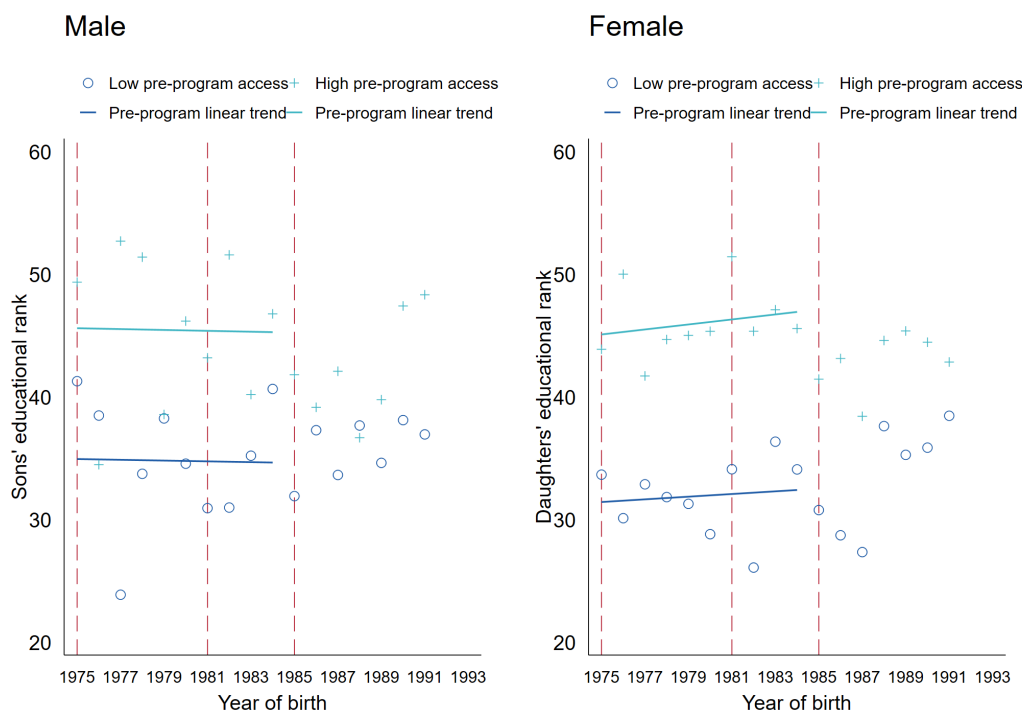 Male
Low pre-program access
High pre-program access
Pre-program linear trend
Pre-program linear trend
60
50
40
30
20
Sons' educational rank
1975 1977 1979 1981 1983 1985 1987 1989 1991 1993
Year of birth
Female
Low pre-program access
High pre-program access
Pre-program linear trend
Pre-program linear trend
60
50
40
30
20
Daughters' educational rank
1975 1977 1979 1981 1983 1985 1987 1989 1991 1993
Year of birth